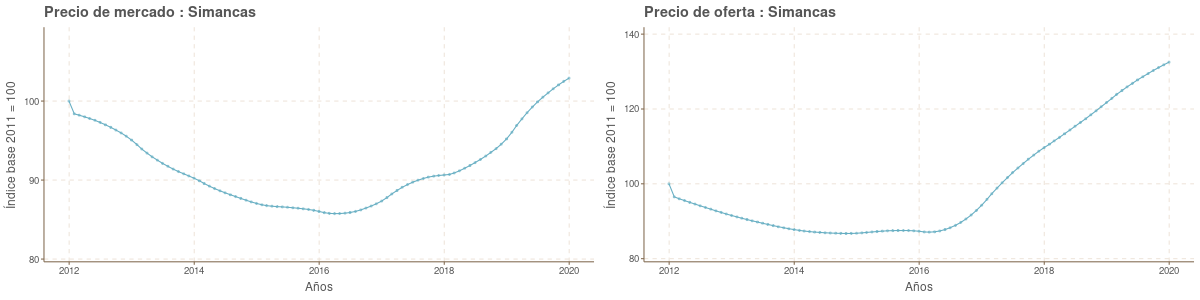 Precio de mercado : Simancas
Índice base 2011 = 100
100
90
80
2012
2014
2016
2018
2020
Años
Precio de oferta : Simancas
Índice base 2011 = 100
140
120
100
80
2012
2014
2016
2018
2020
Años